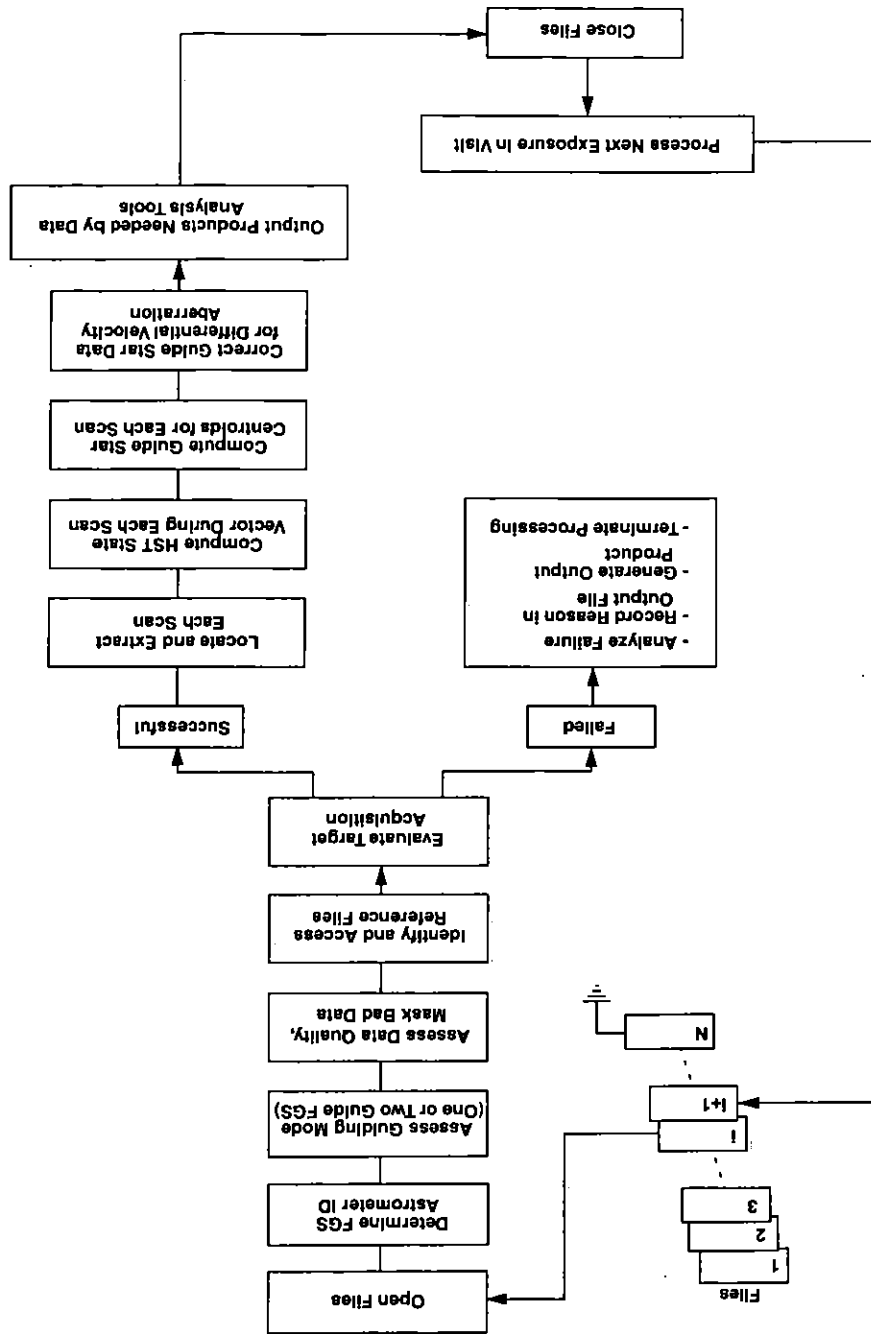 Files
1
2
3
i
i+1
N
Open Files
Determine FGS
Astrometer ID
Assess Guiding Mode
(One or Two Guide FGS)
Assess Data Quality,
Mask Bad Data
Identify and Access
Reference Files
Evaluate Target
Acquisition
Failed
- Analyze Failure
- Record Reason in
Output File
- Generate Output
Product
- Terminate Processing
Successful
Locate and Extract
Each Scan
Compute HST State
Vector During Each Scan
Compute Guide Star
Centroids for Each Scan
Correct Guide Star Data
for Differential Velocity
Aberration
Output Products Needed by Data
Analysis Tools
Close Files
Process Next Exposure in Visit